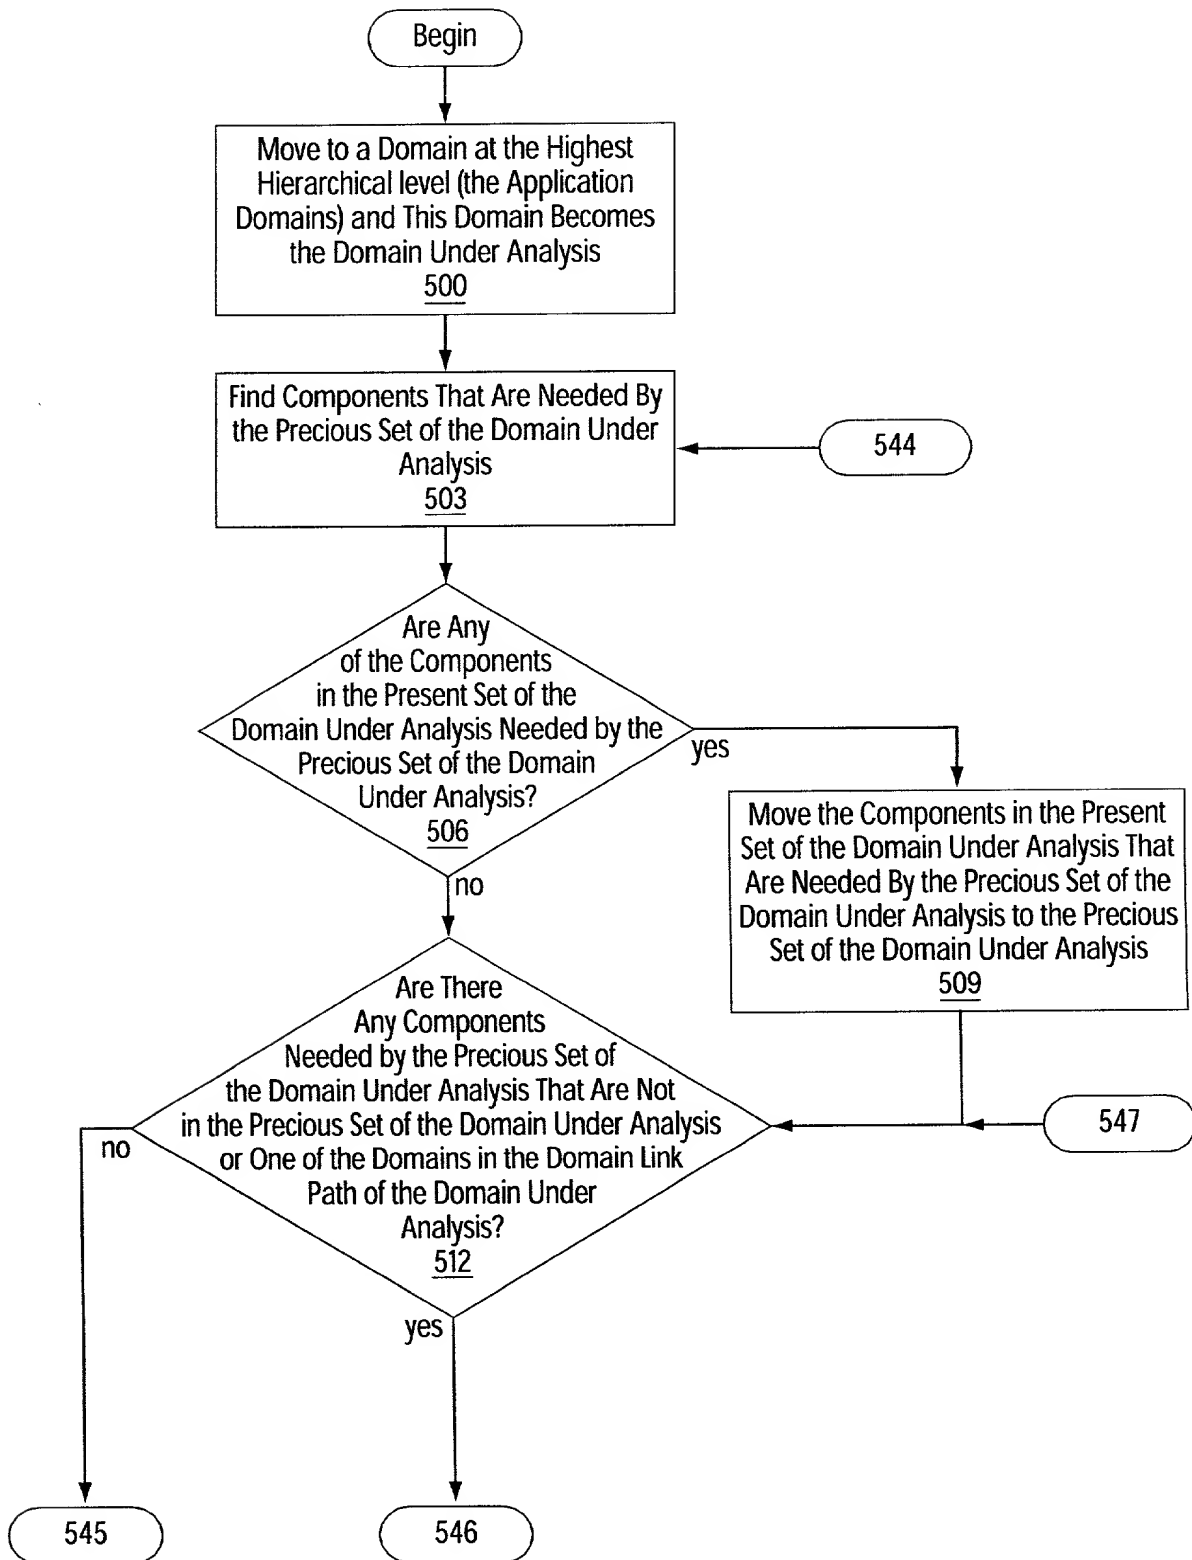 Begin
Move to a Domain at the Highest
Hierarchical level (the Application
Domains) and This Domain Becomes
the Domain Under Analysis
500
Find Components That Are Needed By
the Precious Set of the Domain Under
Analysis
503
544
Are Any
of the Components
in the Present Set of the
Domain Under Analysis Needed by the
Precious Set of the Domain
Under Analysis?
506
yes
no
Move the Components in the Present
Set of the Domain Under Analysis That
Are Needed By the Precious Set of the
Domain Under Analysis to the Precious
Set of the Domain Under Analysis
509
Are There
Any Components
Needed by the Precious Set of
the Domain Under Analysis That Are Not
in the Precious Set of the Domain Under Analysis
or One of the Domains in the Domain Link
Path of the Domain Under
Analysis?
512
547
no
yes
545
546